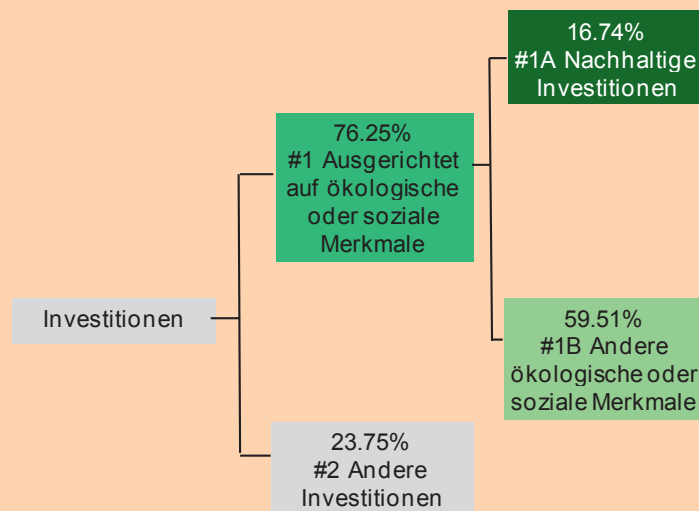 16.74%
#1A Nachhaltige
Investitionen
76.25%
#1 Ausgerichtet
auf ökologische
oder soziale
Merkmale
Investitionen
59.51%
#1B Andere
ökologische oder
soziale Merkmale
23.75%
#2 Andere
Investitionen